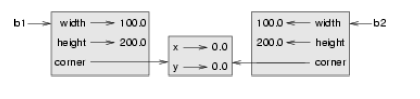 b1 width 100.0 100.0 width b2
height 200.0 200.0 height
x 0.0
corner corner
y 0.0